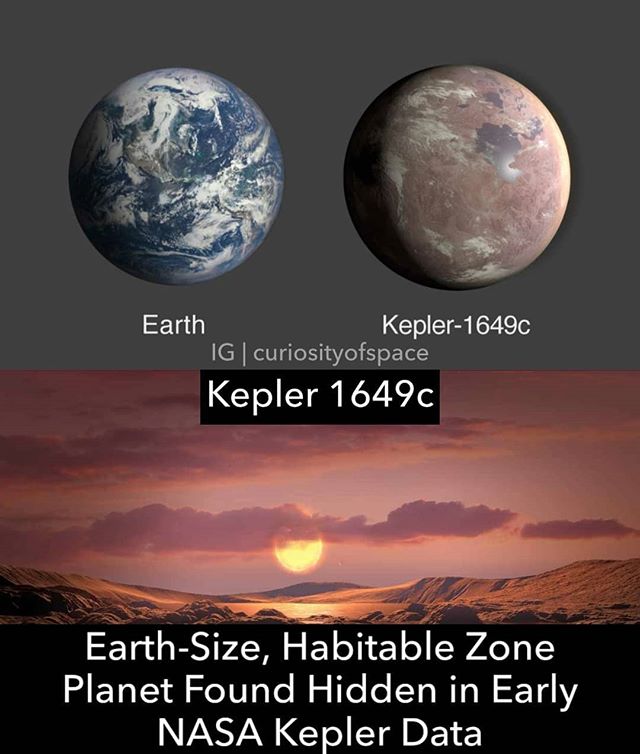 Earth
Kepler-1649c
IG | curiosityofspace
Kepler 1649c
Earth-Size, Habitable Zone
Planet Found Hidden in Early
NASA Kepler Data